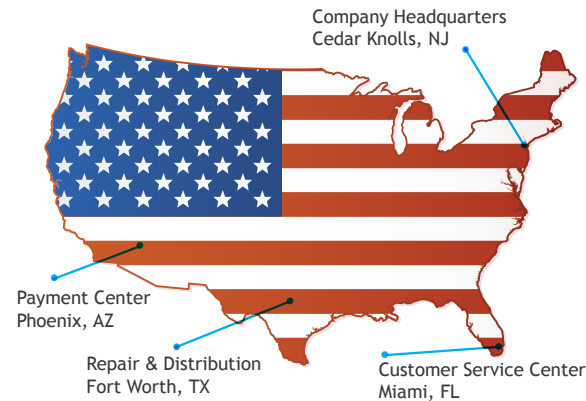 Company Headquarters
Cedar Knolls, NJ
Payment Center
Phoenix, AZ
Repair & Distribution
Fort Worth, TX
Customer Service Center
Miami, FL